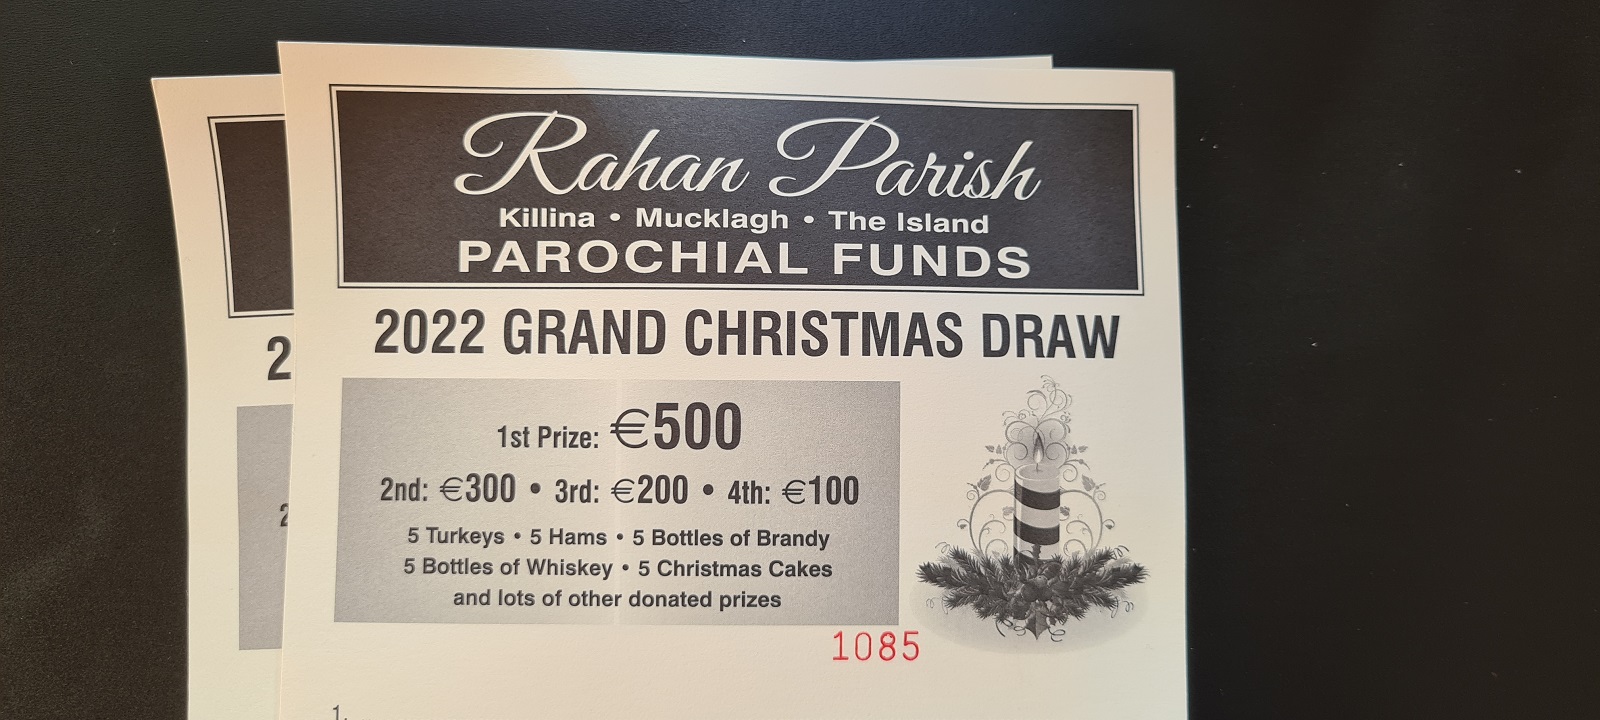 Rahan Parish
Killina • Mucklagh • The Island
PAROCHIAL FUNDS
2022 GRAND CHRISTMAS DRAW
1st Prize: €500
2nd: €300 • 3rd: €200 • 4th: €100
5 Turkeys • 5 Hams • 5 Bottles of Brandy
5 Bottles of Whiskey • 5 Christmas Cakes
and lots of other donated prizes
1085
1.
2
2